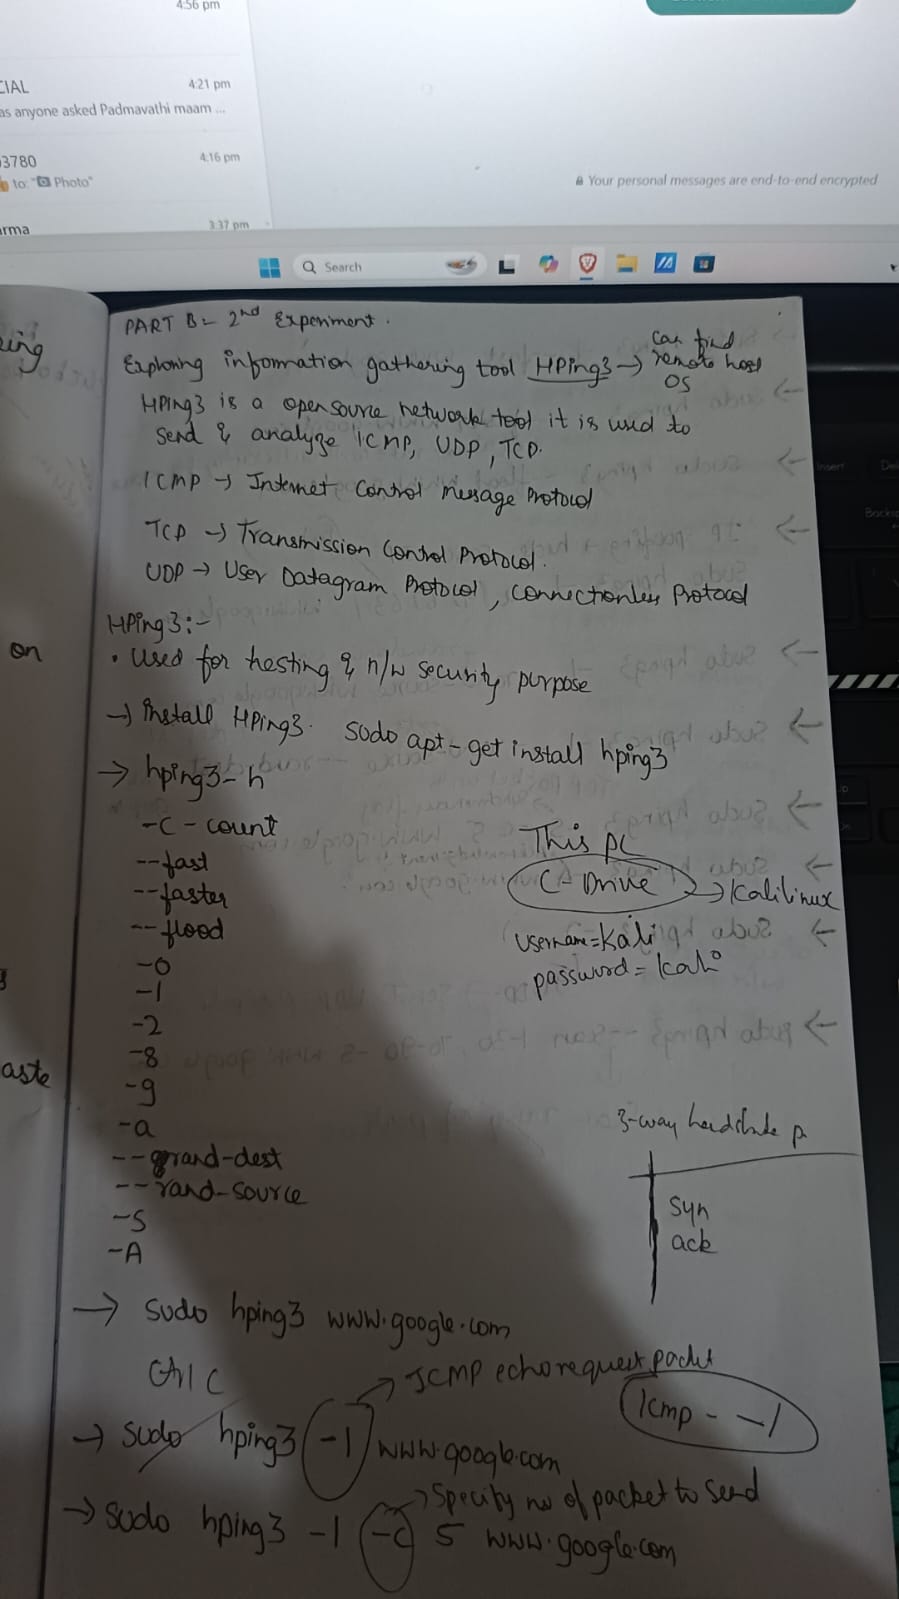 4:56 pm
CIAL 4:21 pm
as anyone asked Padmavathi maam ...
03780 4:16 pm
to: "Photo"
arma 3:37 pm
Your personal messages are end-to-end encrypted
Search
Insert
Backsp
ing
on
aste
PART B:- 2nd Experiment.
Exploring information gathering tool HPing3 → can find remote host OS
HPing3 is a opensource network tool it is used to
send & analyze ICMP, UDP, TCP.
ICMP → Internet Control Message Protocol
TCP → Transmission Control Protocol.
UDP → User Datagram Protocol, Connectionless Protocol
HPing3:-
• Used for testing & n/w security purpose
→ Install HPing3. sudo apt-get install hping3
→ hping3-h
-c - count
--fast
--faster
--flood
-0
-1
-2
-8
-9
-a
--rand-dest
--rand-source
-S
-A
This PC
C-Drive → Kalilinux
Username=Kali
password=kali
3-way handshake p
syn
ack
→ sudo hping3 www.google.com
Ctrl c
→ ICMP echo request packet
Icmp - -1
→ sudo hping3 -1 www.google.com
→ Specify no of packet to send
→ sudo hping3 -1 -c 5 www.google.com